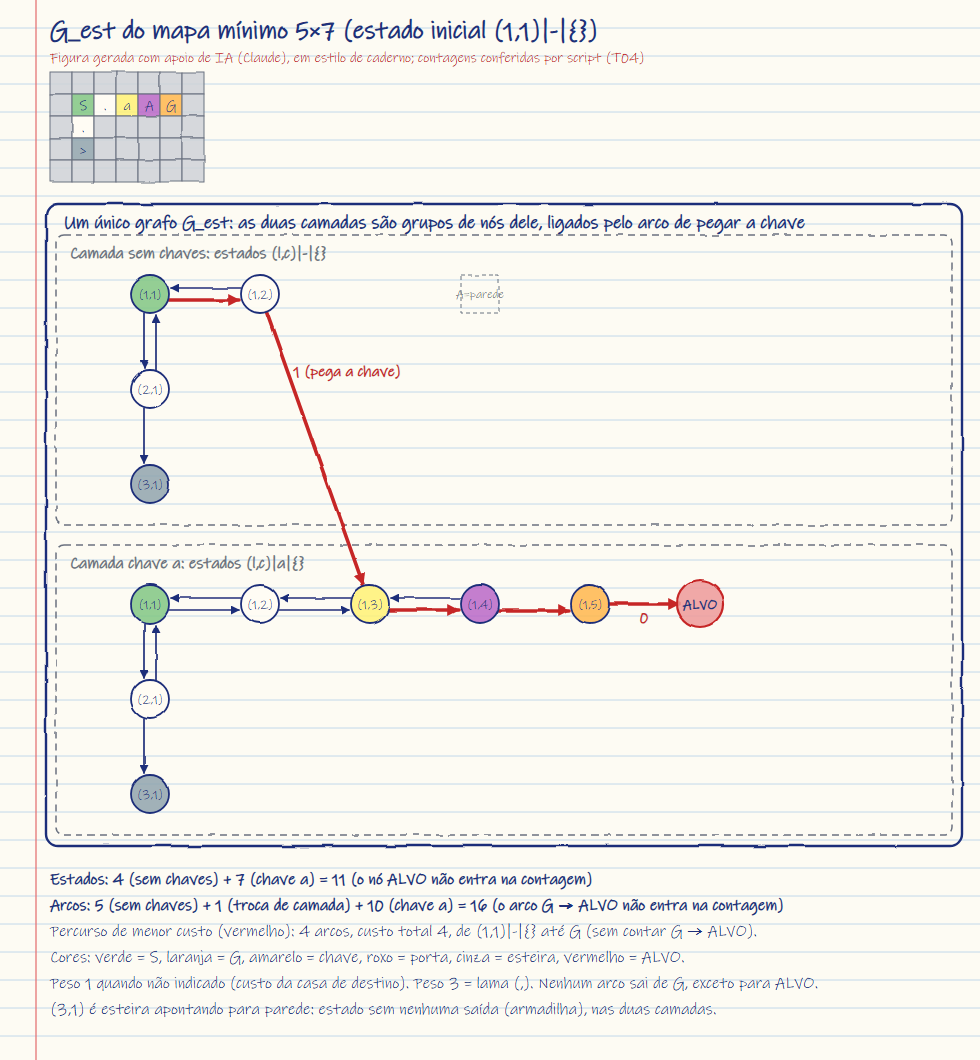 G_est do mapa mínimo 5×7 (estado inicial (1,1)|-|{})
Figura gerada com apoio de IA (Claude), em estilo de caderno; contagens conferidas por script (T04)
S . a A G
.
>
Um único grafo G_est: as duas camadas são grupos de nós dele, ligados pelo arco de pegar a chave
Camada sem chaves: estados (l,c)|-|{}
(1,1) (1,2) A=parede
1 (pega a chave)
(2,1)
(3,1)
Camada chave a: estados (l,c)|a|{}
(1,1) (1,2) (1,3) (1,4) (1,5) ALVO
0
(2,1)
(3,1)
Estados: 4 (sem chaves) + 7 (chave a) = 11 (o nó ALVO não entra na contagem)
Arcos: 5 (sem chaves) + 1 (troca de camada) + 10 (chave a) = 16 (o arco G → ALVO não entra na contagem)
Percurso de menor custo (vermelho): 4 arcos, custo total 4, de (1,1)|-|{} até G (sem contar G → ALVO).
Cores: verde = S, laranja = G, amarelo = chave, roxo = porta, cinza = esteira, vermelho = ALVO.
Peso 1 quando não indicado (custo da casa de destino). Peso 3 = lama (,). Nenhum arco sai de G, exceto para ALVO.
(3,1) é esteira apontando para parede: estado sem nenhuma saída (armadilha), nas duas camadas.